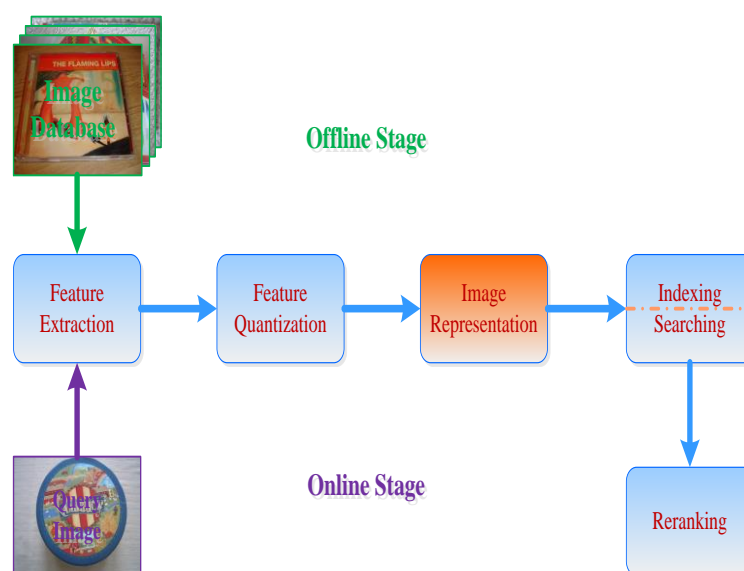 THE FLAMING LIPS
Image
Database
Offline Stage
Feature
Extraction
Feature
Quantization
Image
Representation
Indexing
Searching
Query
Image
Online Stage
Reranking